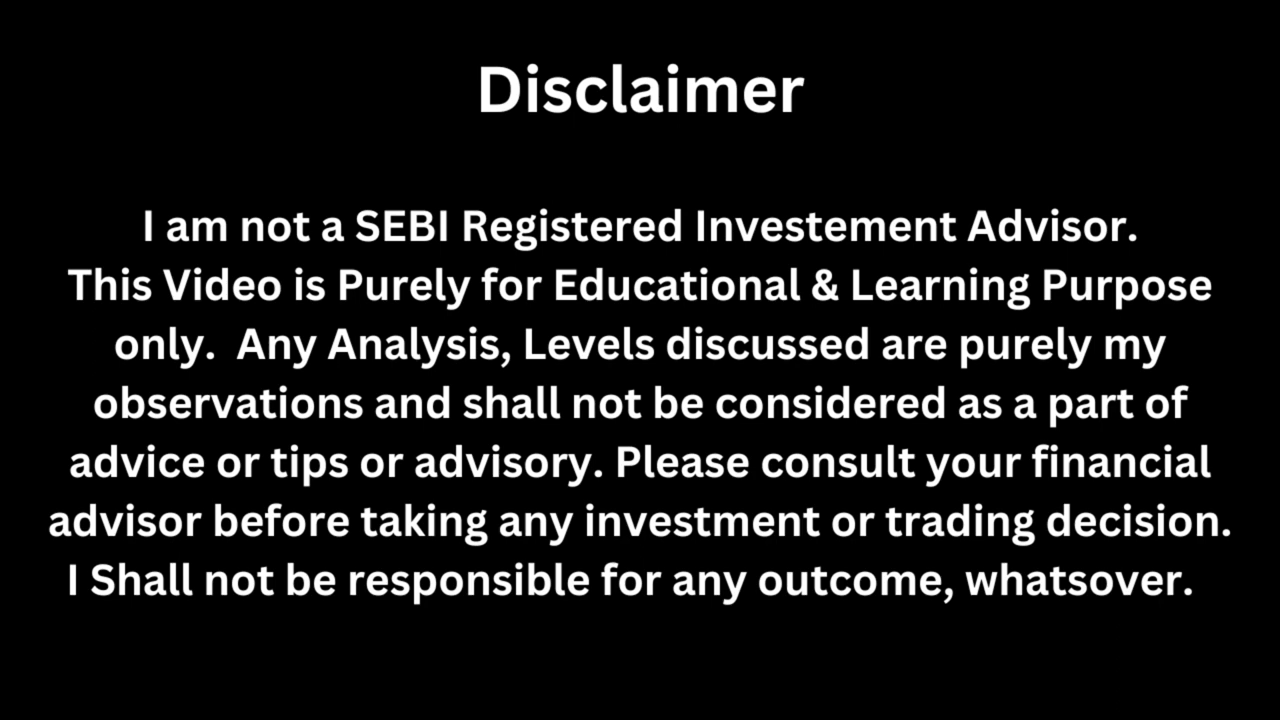 Disclaimer
I am not a SEBI Registered Investement Advisor.
This Video is Purely for Educational & Learning Purpose
only.  Any Analysis, Levels discussed are purely my
observations and shall not be considered as a part of
advice or tips or advisory. Please consult your financial
advisor before taking any investment or trading decision.
I Shall not be responsible for any outcome, whatsover.